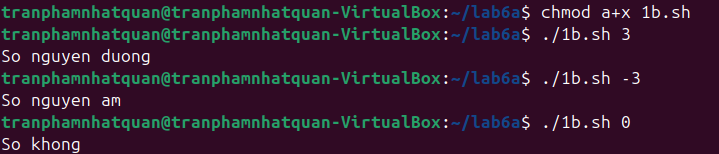 tranphamnhatquan@tranphamnhatquan-VirtualBox:~/lab6a$ chmod a+x 1b.sh
tranphamnhatquan@tranphamnhatquan-VirtualBox:~/lab6a$ ./1b.sh 3
So nguyen duong
tranphamnhatquan@tranphamnhatquan-VirtualBox:~/lab6a$ ./1b.sh -3
So nguyen am
tranphamnhatquan@tranphamnhatquan-VirtualBox:~/lab6a$ ./1b.sh 0
So khong